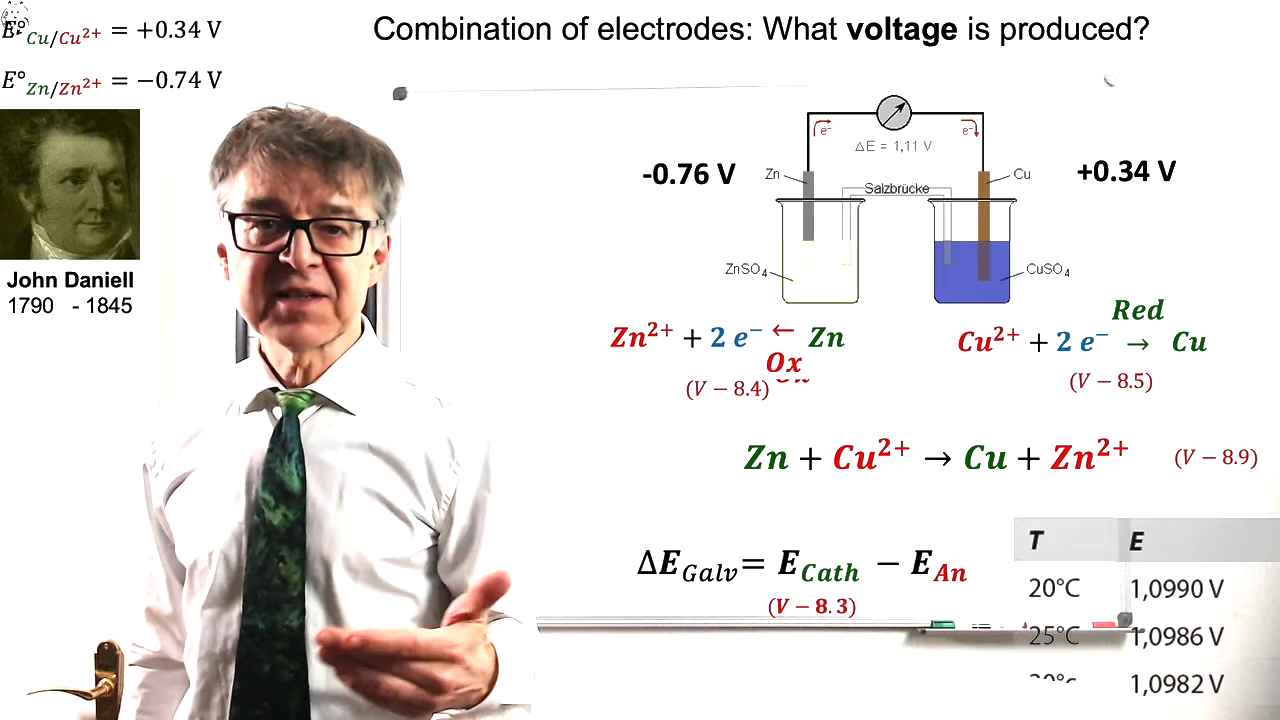 Combination of electrodes: What voltage is produced?
E°Cu/Cu²⁺ = +0.34 V
E°Zn/Zn²⁺ = −0.74 V
John Daniell
1790 - 1845
e⁻ e⁻
ΔE = 1,11 V
-0.76 V Zn Cu +0.34 V
Salzbrücke
ZnSO₄ CuSO₄
Red
Zn²⁺ + 2 e⁻ ← Zn
Ox
(V − 8.4)
Cu²⁺ + 2 e⁻ → Cu
(V − 8.5)
Zn + Cu²⁺ → Cu + Zn²⁺ (V − 8.9)
ΔE_Galv = E_Cath − E_An
(V − 8.3)
T E
20°C 1,0990 V
25°C 1,0986 V
1,0982 V